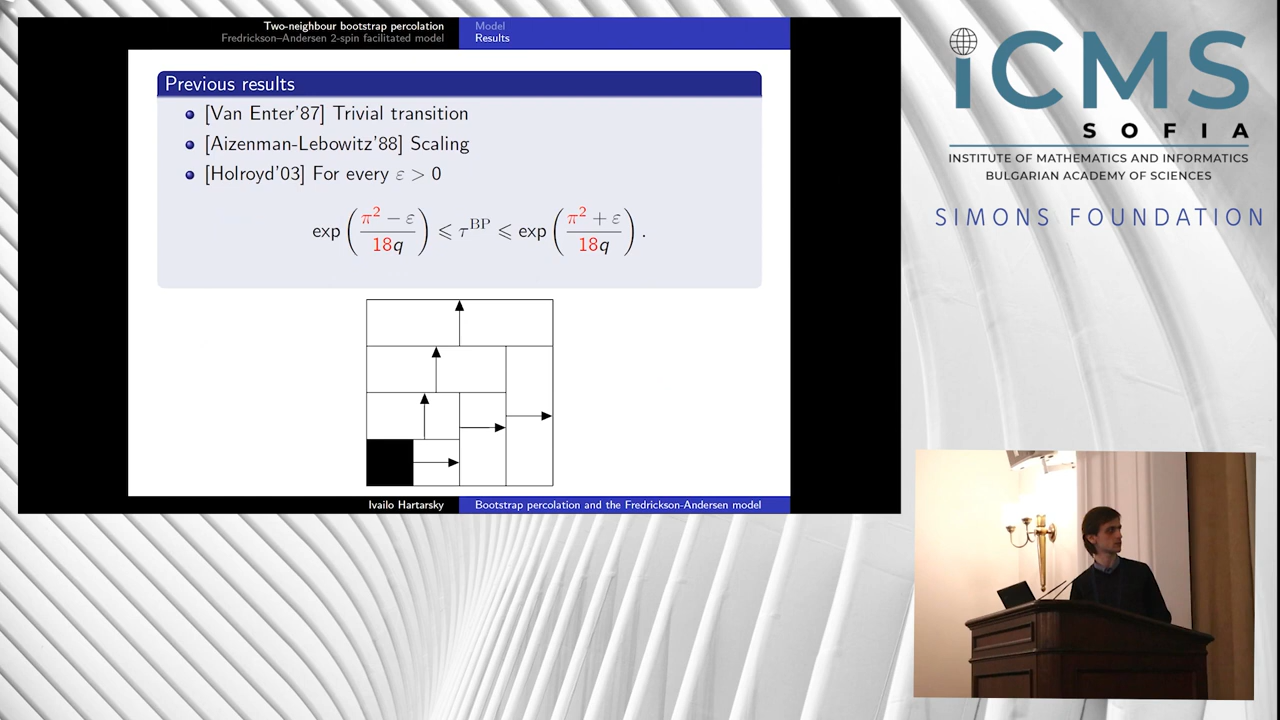 Two-neighbour bootstrap percolation
Fredrickson–Andersen 2-spin facilitated model
Model
Results
Previous results
[Van Enter'87] Trivial transition
[Aizenman-Lebowitz'88] Scaling
[Holroyd'03] For every ε > 0
exp(π² − ε / 18q) ⩽ τ^BP ⩽ exp(π² + ε / 18q).
Ivailo Hartarsky
Bootstrap percolation and the Fredrickson-Andersen model
iCMS
SOFIA
INSTITUTE OF MATHEMATICS AND INFORMATICS
BULGARIAN ACADEMY OF SCIENCES
SIMONS FOUNDATION